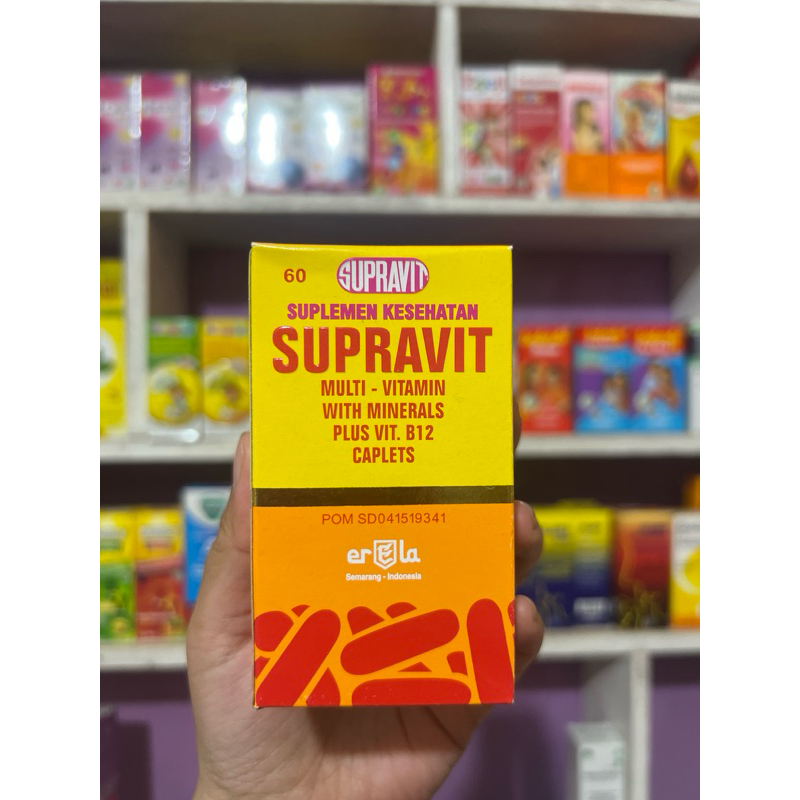 60 SUPRAVIT
SUPLEMEN KESEHATAN
SUPRAVIT
MULTI - VITAMIN
WITH MINERALS
PLUS VIT. B12
CAPLETS
POM SD041519341
erela
Semarang - Indonesia